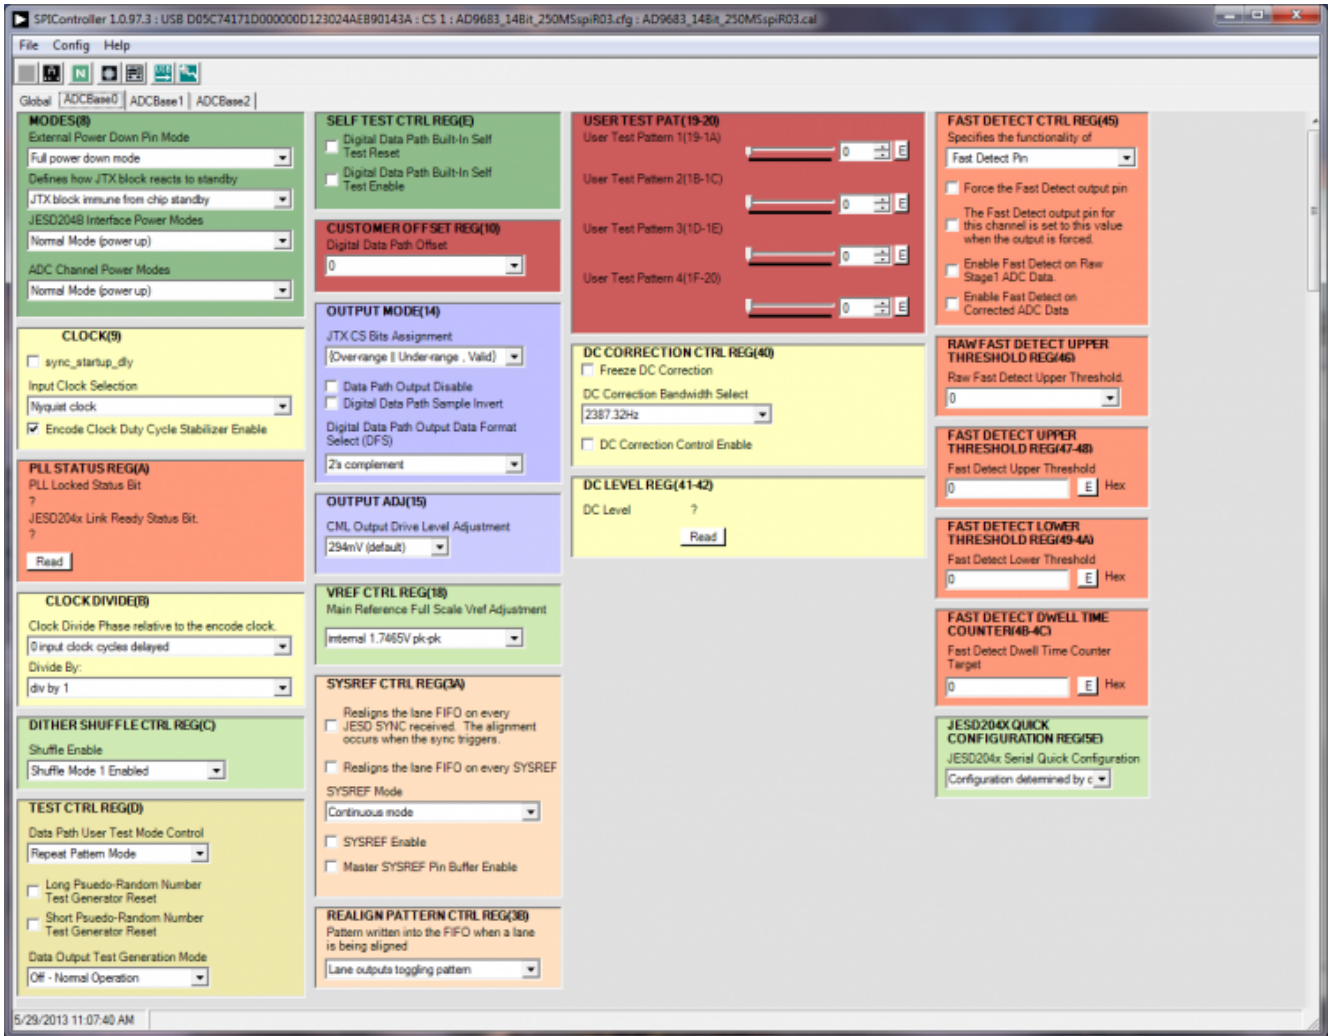 SPIController 1.0.97.3 : USB D05C74171D000000D123024AEB90143A : CS 1 : AD9683_14Bit_250MSspiR03.cfg : AD9683_14Bit_250MSspiR03.cal
File Config Help
Global ADCBase0 ADCBase1 ADCBase2
MODES(8)
External Power Down Pin Mode
Full power down mode
Defines how JTX block reacts to standby
JTX block immune from chip standby
JESD204B Interface Power Modes
Normal Mode (power up)
ADC Channel Power Modes
Normal Mode (power up)
CLOCK(9)
sync_startup_dly
Input Clock Selection
Nyquist clock
Encode Clock Duty Cycle Stabilizer Enable
PLL STATUS REG(A)
PLL Locked Status Bit
?
JESD204x Link Ready Status Bit.
?
Read
CLOCK DIVIDE(B)
Clock Divide Phase relative to the encode clock.
0 input clock cycles delayed
Divide By:
div by 1
DITHER SHUFFLE CTRL REG(C)
Shuffle Enable
Shuffle Mode 1 Enabled
TEST CTRL REG(D)
Data Path User Test Mode Control
Repeat Pattern Mode
Long Psuedo-Random Number
Test Generator Reset
Short Psuedo-Random Number
Test Generator Reset
Data Output Test Generation Mode
Off - Normal Operation
SELF TEST CTRL REG(E)
Digital Data Path Built-In Self
Test Reset
Digital Data Path Built-In Self
Test Enable
CUSTOMER OFFSET REG(10)
Digital Data Path Offset
0
OUTPUT MODE(14)
JTX CS Bits Assignment
{Over-range || Under-range , Valid}
Data Path Output Disable
Digital Data Path Sample Invert
Digital Data Path Output Data Format
Select (DFS)
2's complement
OUTPUT ADJ(15)
CML Output Drive Level Adjustment
294mV (default)
VREF CTRL REG(18)
Main Reference Full Scale Vref Adjustment
internal 1.7465V pk-pk
SYSREF CTRL REG(3A)
Realigns the lane FIFO on every
JESD SYNC received. The alignment
occurs when the sync triggers.
Realigns the lane FIFO on every SYSREF
SYSREF Mode
Continuous mode
SYSREF Enable
Master SYSREF Pin Buffer Enable
REALIGN PATTERN CTRL REG(3B)
Pattern written into the FIFO when a lane
is being aligned
Lane outputs toggling pattern
USER TEST PAT(19-20)
User Test Pattern 1(19-1A)
0 E
User Test Pattern 2(1B-1C)
0 E
User Test Pattern 3(1D-1E)
0 E
User Test Pattern 4(1F-20)
0 E
DC CORRECTION CTRL REG(40)
Freeze DC Correction
DC Correction Bandwidth Select
2387.32Hz
DC Correction Control Enable
DC LEVEL REG(41-42)
DC Level ?
Read
FAST DETECT CTRL REG(45)
Specifies the functionality of
Fast Detect Pin
Force the Fast Detect output pin
The Fast Detect output pin for
this channel is set to this value
when the output is forced.
Enable Fast Detect on Raw
Stage1 ADC Data.
Enable Fast Detect on
Corrected ADC Data
RAW FAST DETECT UPPER
THRESHOLD REG(46)
Raw Fast Detect Upper Threshold.
0
FAST DETECT UPPER
THRESHOLD REG(47-48)
Fast Detect Upper Threshold
0 E Hex
FAST DETECT LOWER
THRESHOLD REG(49-4A)
Fast Detect Lower Threshold
0 E Hex
FAST DETECT DWELL TIME
COUNTER(4B-4C)
Fast Detect Dwell Time Counter
Target
0 E Hex
JESD204X QUICK
CONFIGURATION REG(5E)
JESD204x Serial Quick Configuration
Configuration determined by c
5/29/2013 11:07:40 AM